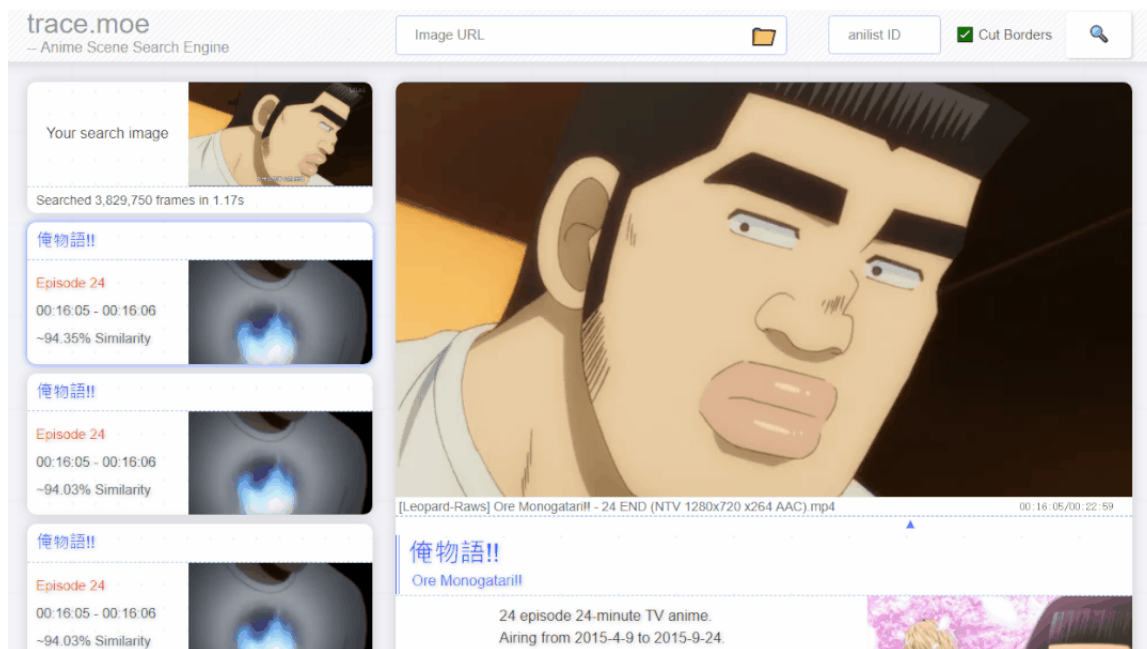 trace.moe
-- Anime Scene Search Engine
Image URL
anilist ID
Cut Borders
Your search image
Searched 3,829,750 frames in 1.17s
俺物語!!
Episode 24
00:16:05 - 00:16:06
~94.35% Similarity
俺物語!!
Episode 24
00:16:05 - 00:16:06
~94.03% Similarity
俺物語!!
Episode 24
00:16:05 - 00:16:06
~94.03% Similarity
[Leopard-Raws] Ore Monogatari!! - 24 END (NTV 1280x720 x264 AAC).mp4
00:16:05/00:22:59
俺物語!!
Ore Monogatari!!
24 episode 24-minute TV anime.
Airing from 2015-4-9 to 2015-9-24.